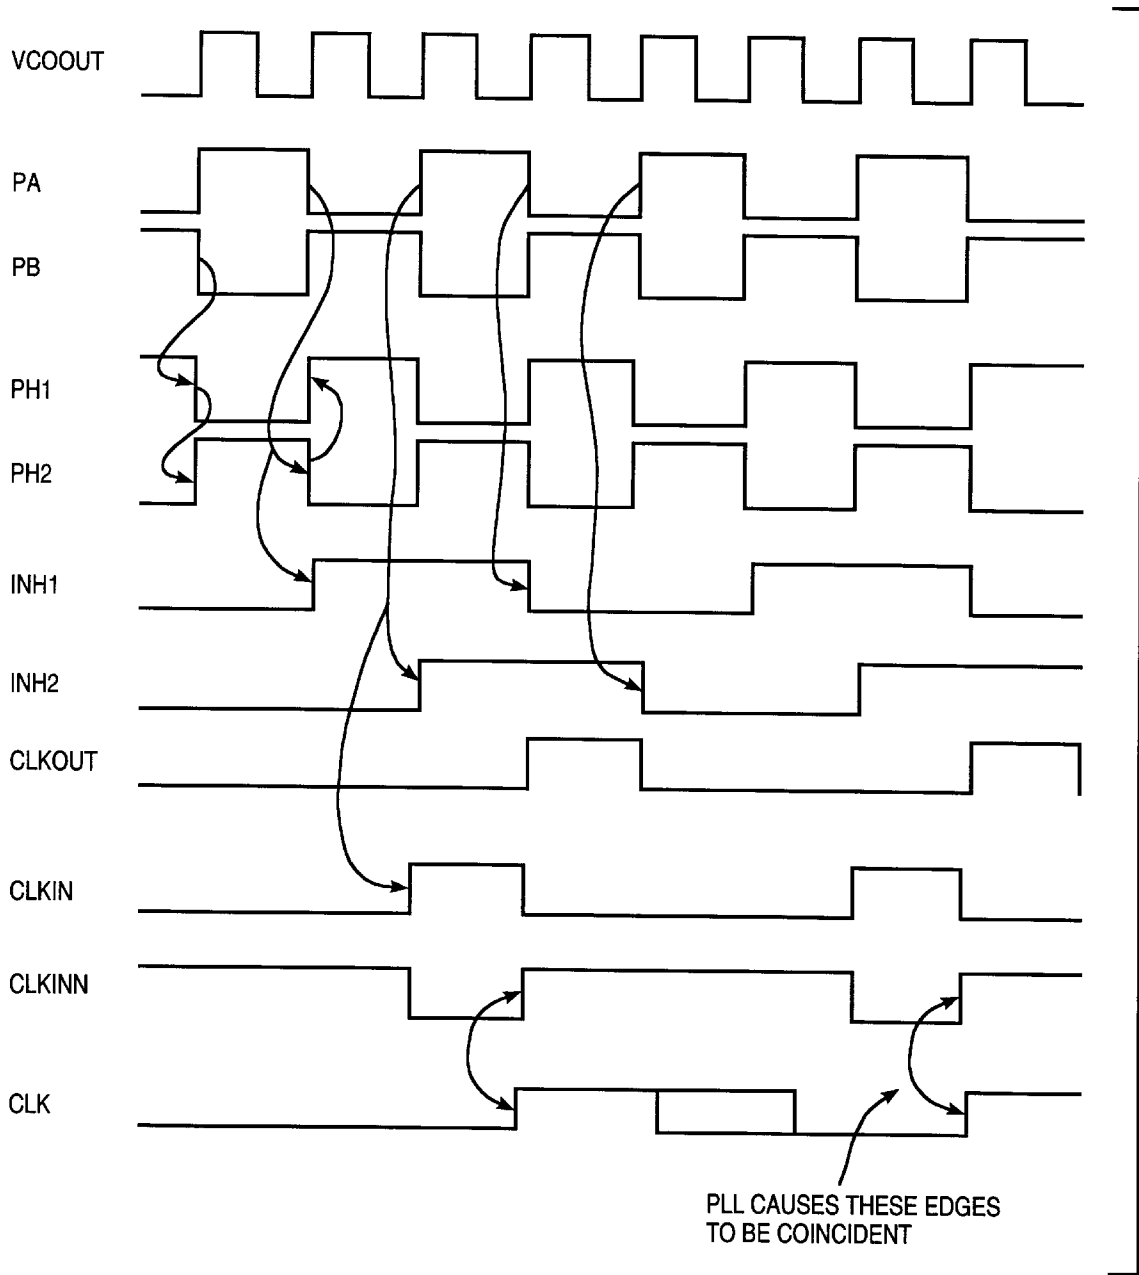 VCOOUT
PA
PB
PH1
PH2
INH1
INH2
CLKOUT
CLKIN
CLKINN
CLK
PLL CAUSES THESE EDGES
TO BE COINCIDENT